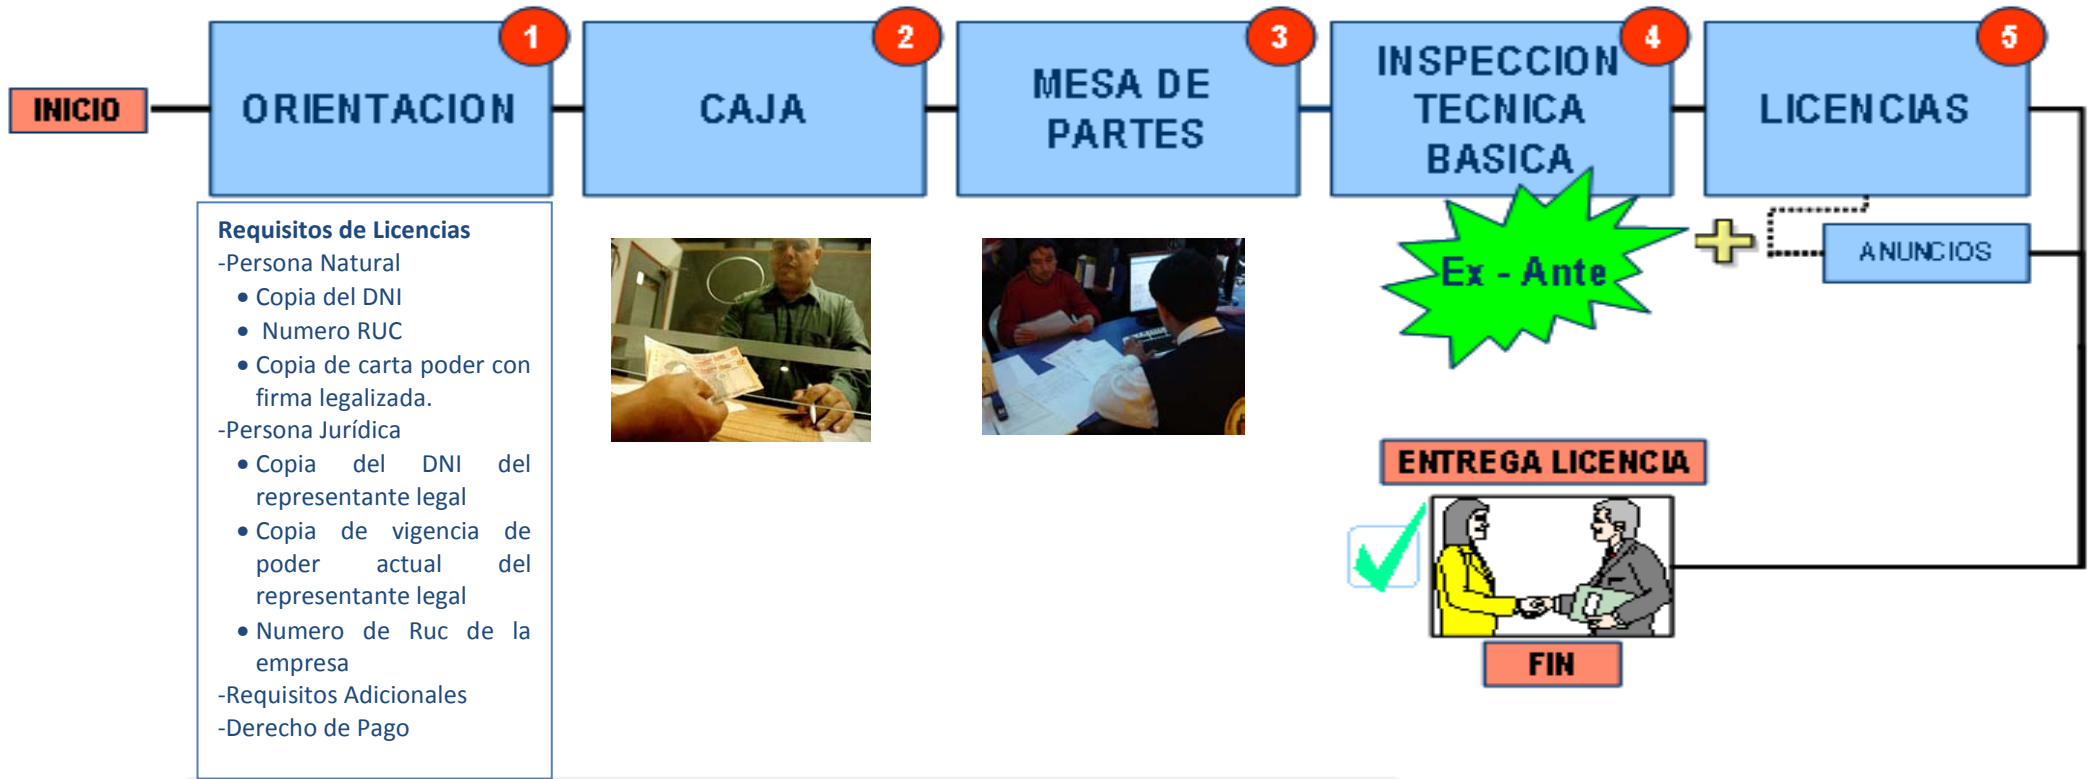 INICIO
1
ORIENTACION
2
CAJA
3
MESA DE
PARTES
4
INSPECCION
TECNICA
BASICA
5
LICENCIAS
Requisitos de Licencias
-Persona Natural
• Copia del DNI
• Numero RUC
• Copia de carta poder con
firma legalizada.
-Persona Jurídica
• Copia del DNI del
representante legal
• Copia de vigencia de
poder actual del
representante legal
• Numero de Ruc de la
empresa
-Requisitos Adicionales
-Derecho de Pago
Ex - Ante
ANUNCIOS
ENTREGA LICENCIA
FIN